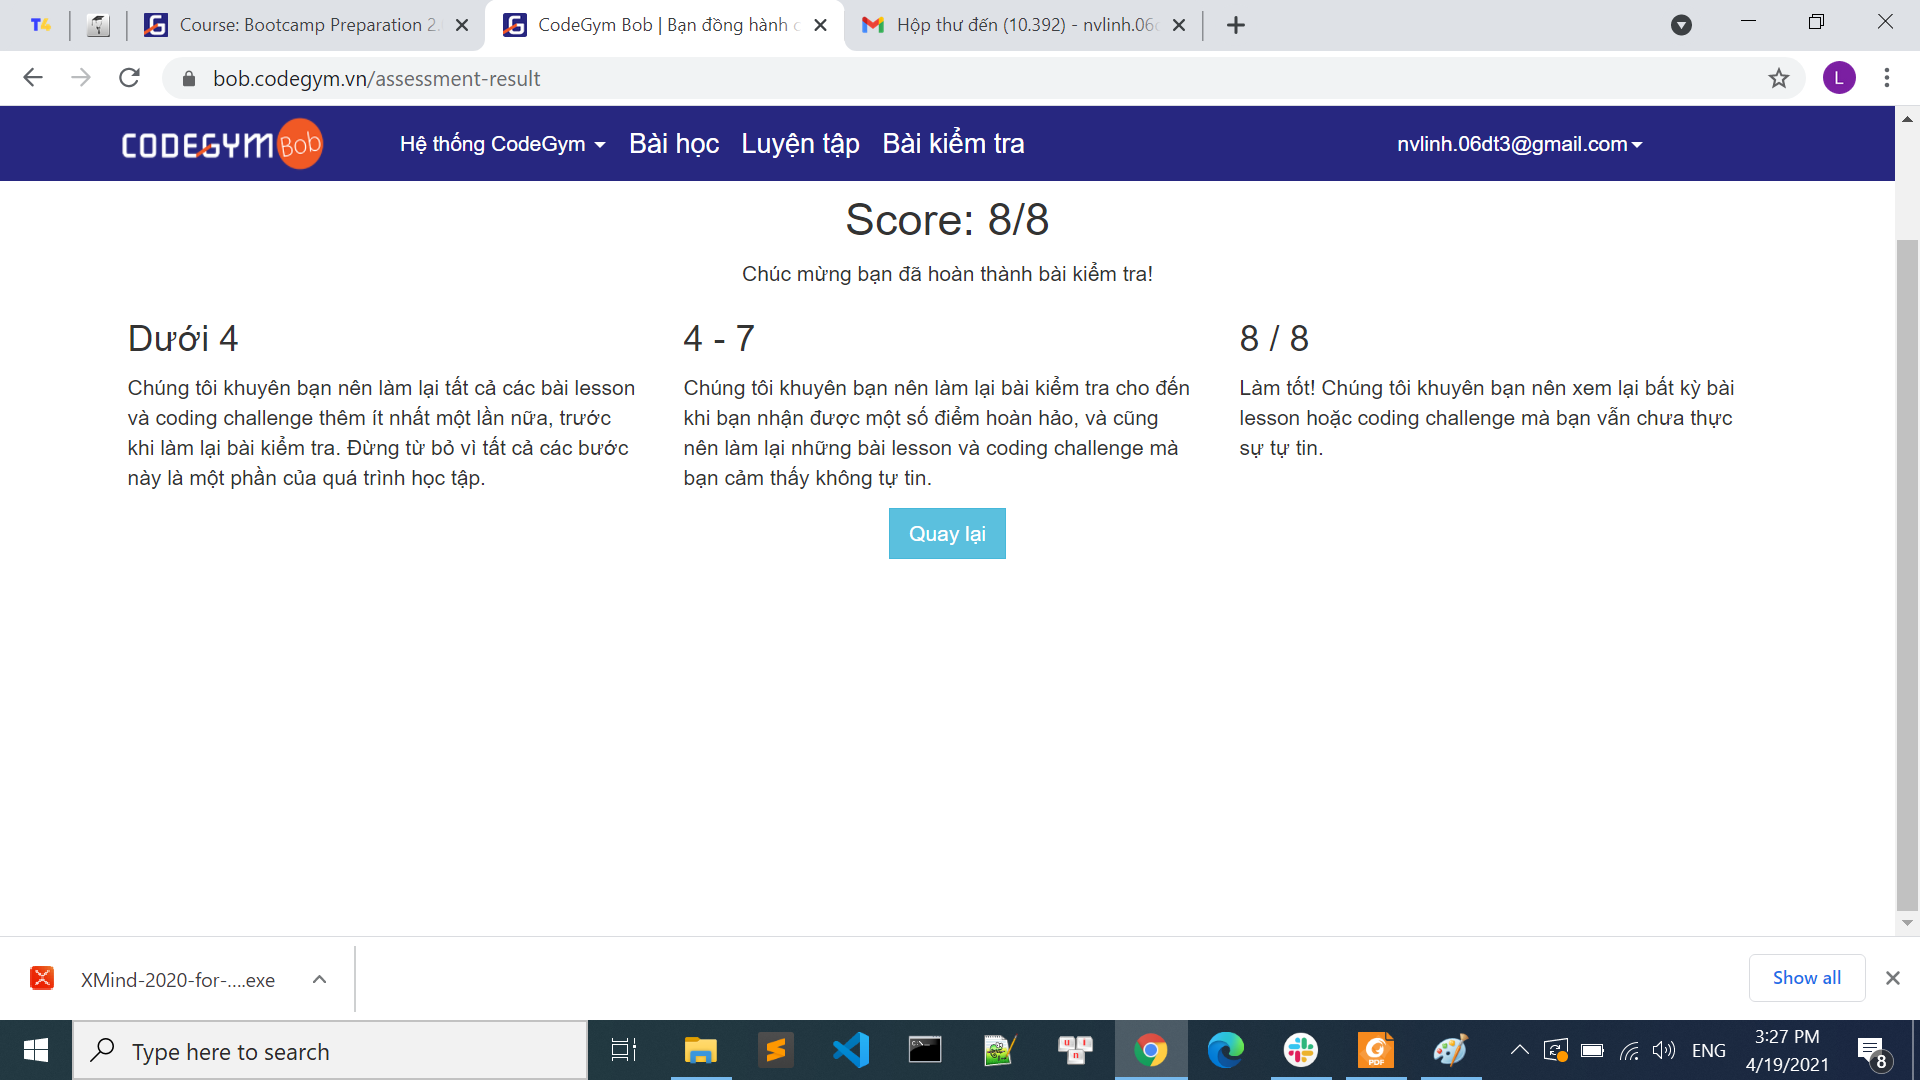 Course: Bootcamp Preparation 2.
CodeGym Bob | Bạn đồng hành c
Hộp thư đến (10.392) - nvlinh.06
bob.codegym.vn/assessment-result
L
CODEGYM Bob
Hệ thống CodeGym
Bài học
Luyện tập
Bài kiểm tra
nvlinh.06dt3@gmail.com
Score: 8/8
Chúc mừng bạn đã hoàn thành bài kiểm tra!
Dưới 4
Chúng tôi khuyên bạn nên làm lại tất cả các bài lesson
và coding challenge thêm ít nhất một lần nữa, trước
khi làm lại bài kiểm tra. Đừng từ bỏ vì tất cả các bước
này là một phần của quá trình học tập.
4 - 7
Chúng tôi khuyên bạn nên làm lại bài kiểm tra cho đến
khi bạn nhận được một số điểm hoàn hảo, và cũng
nên làm lại những bài lesson và coding challenge mà
bạn cảm thấy không tự tin.
8 / 8
Làm tốt! Chúng tôi khuyên bạn nên xem lại bất kỳ bài
lesson hoặc coding challenge mà bạn vẫn chưa thực
sự tự tin.
Quay lại
XMind-2020-for-....exe
Show all
Type here to search
PDF
ENG
3:27 PM
4/19/2021
8